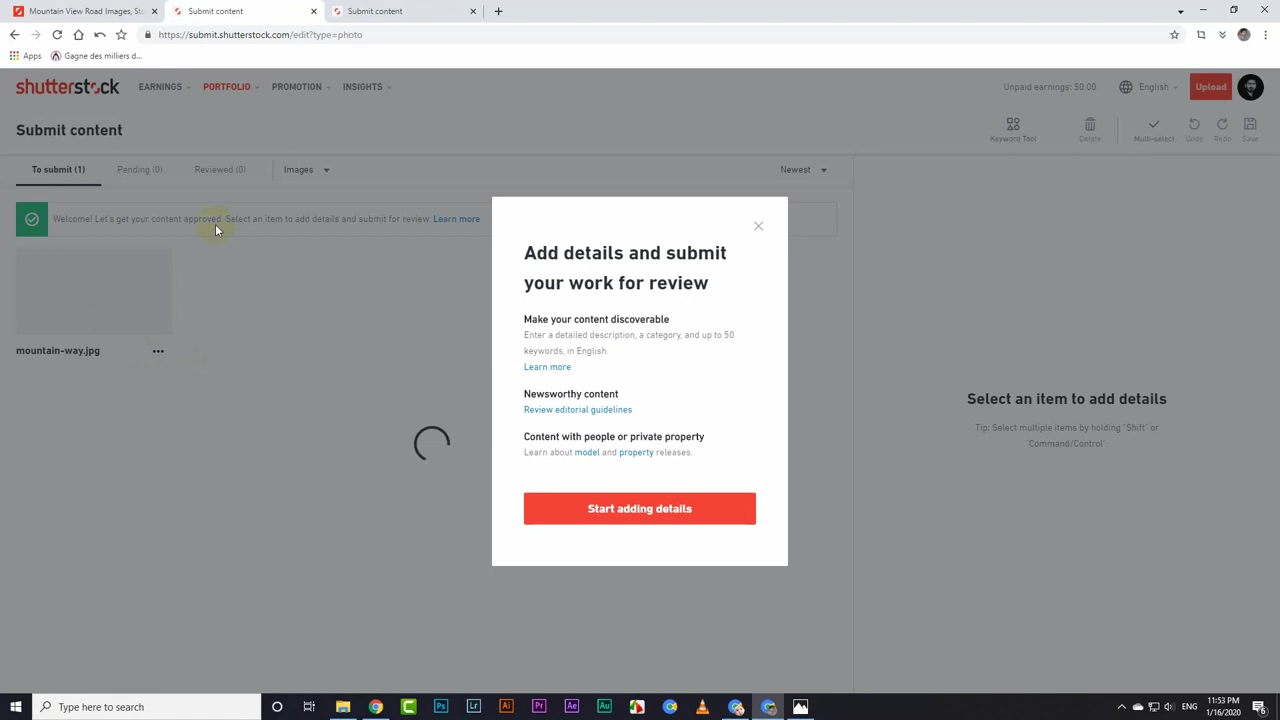 Mountain View Road Images, Sto
Submit content
Submit content
https://submit.shutterstock.com/edit?type=photo
Apps
Gagne des milliers d...
shutterstock
EARNINGS
PORTFOLIO
PROMOTION
INSIGHTS
Unpaid earnings: $0.00
English
Upload
Submit content
Keyword Tool
Delete
Multi-select
Undo
Redo
Save
To submit (1)
Pending (0)
Reviewed (0)
Images
Newest
Welcome! Let's get your content approved. Select an item to add details and submit for review. Learn more
mountain-way.jpg
Add details and submit
your work for review
Make your content discoverable
Enter a detailed description, a category, and up to 50
keywords, in English.
Learn more
Newsworthy content
Review editorial guidelines
Content with people or private property
Learn about model and property releases.
Start adding details
Select an item to add details
Tip: Select multiple items by holding "Shift" or
"Command/Control".
Type here to search
Ps
Lr
Ai
Pr
Ae
Au
ENG
11:53 PM
1/16/2020